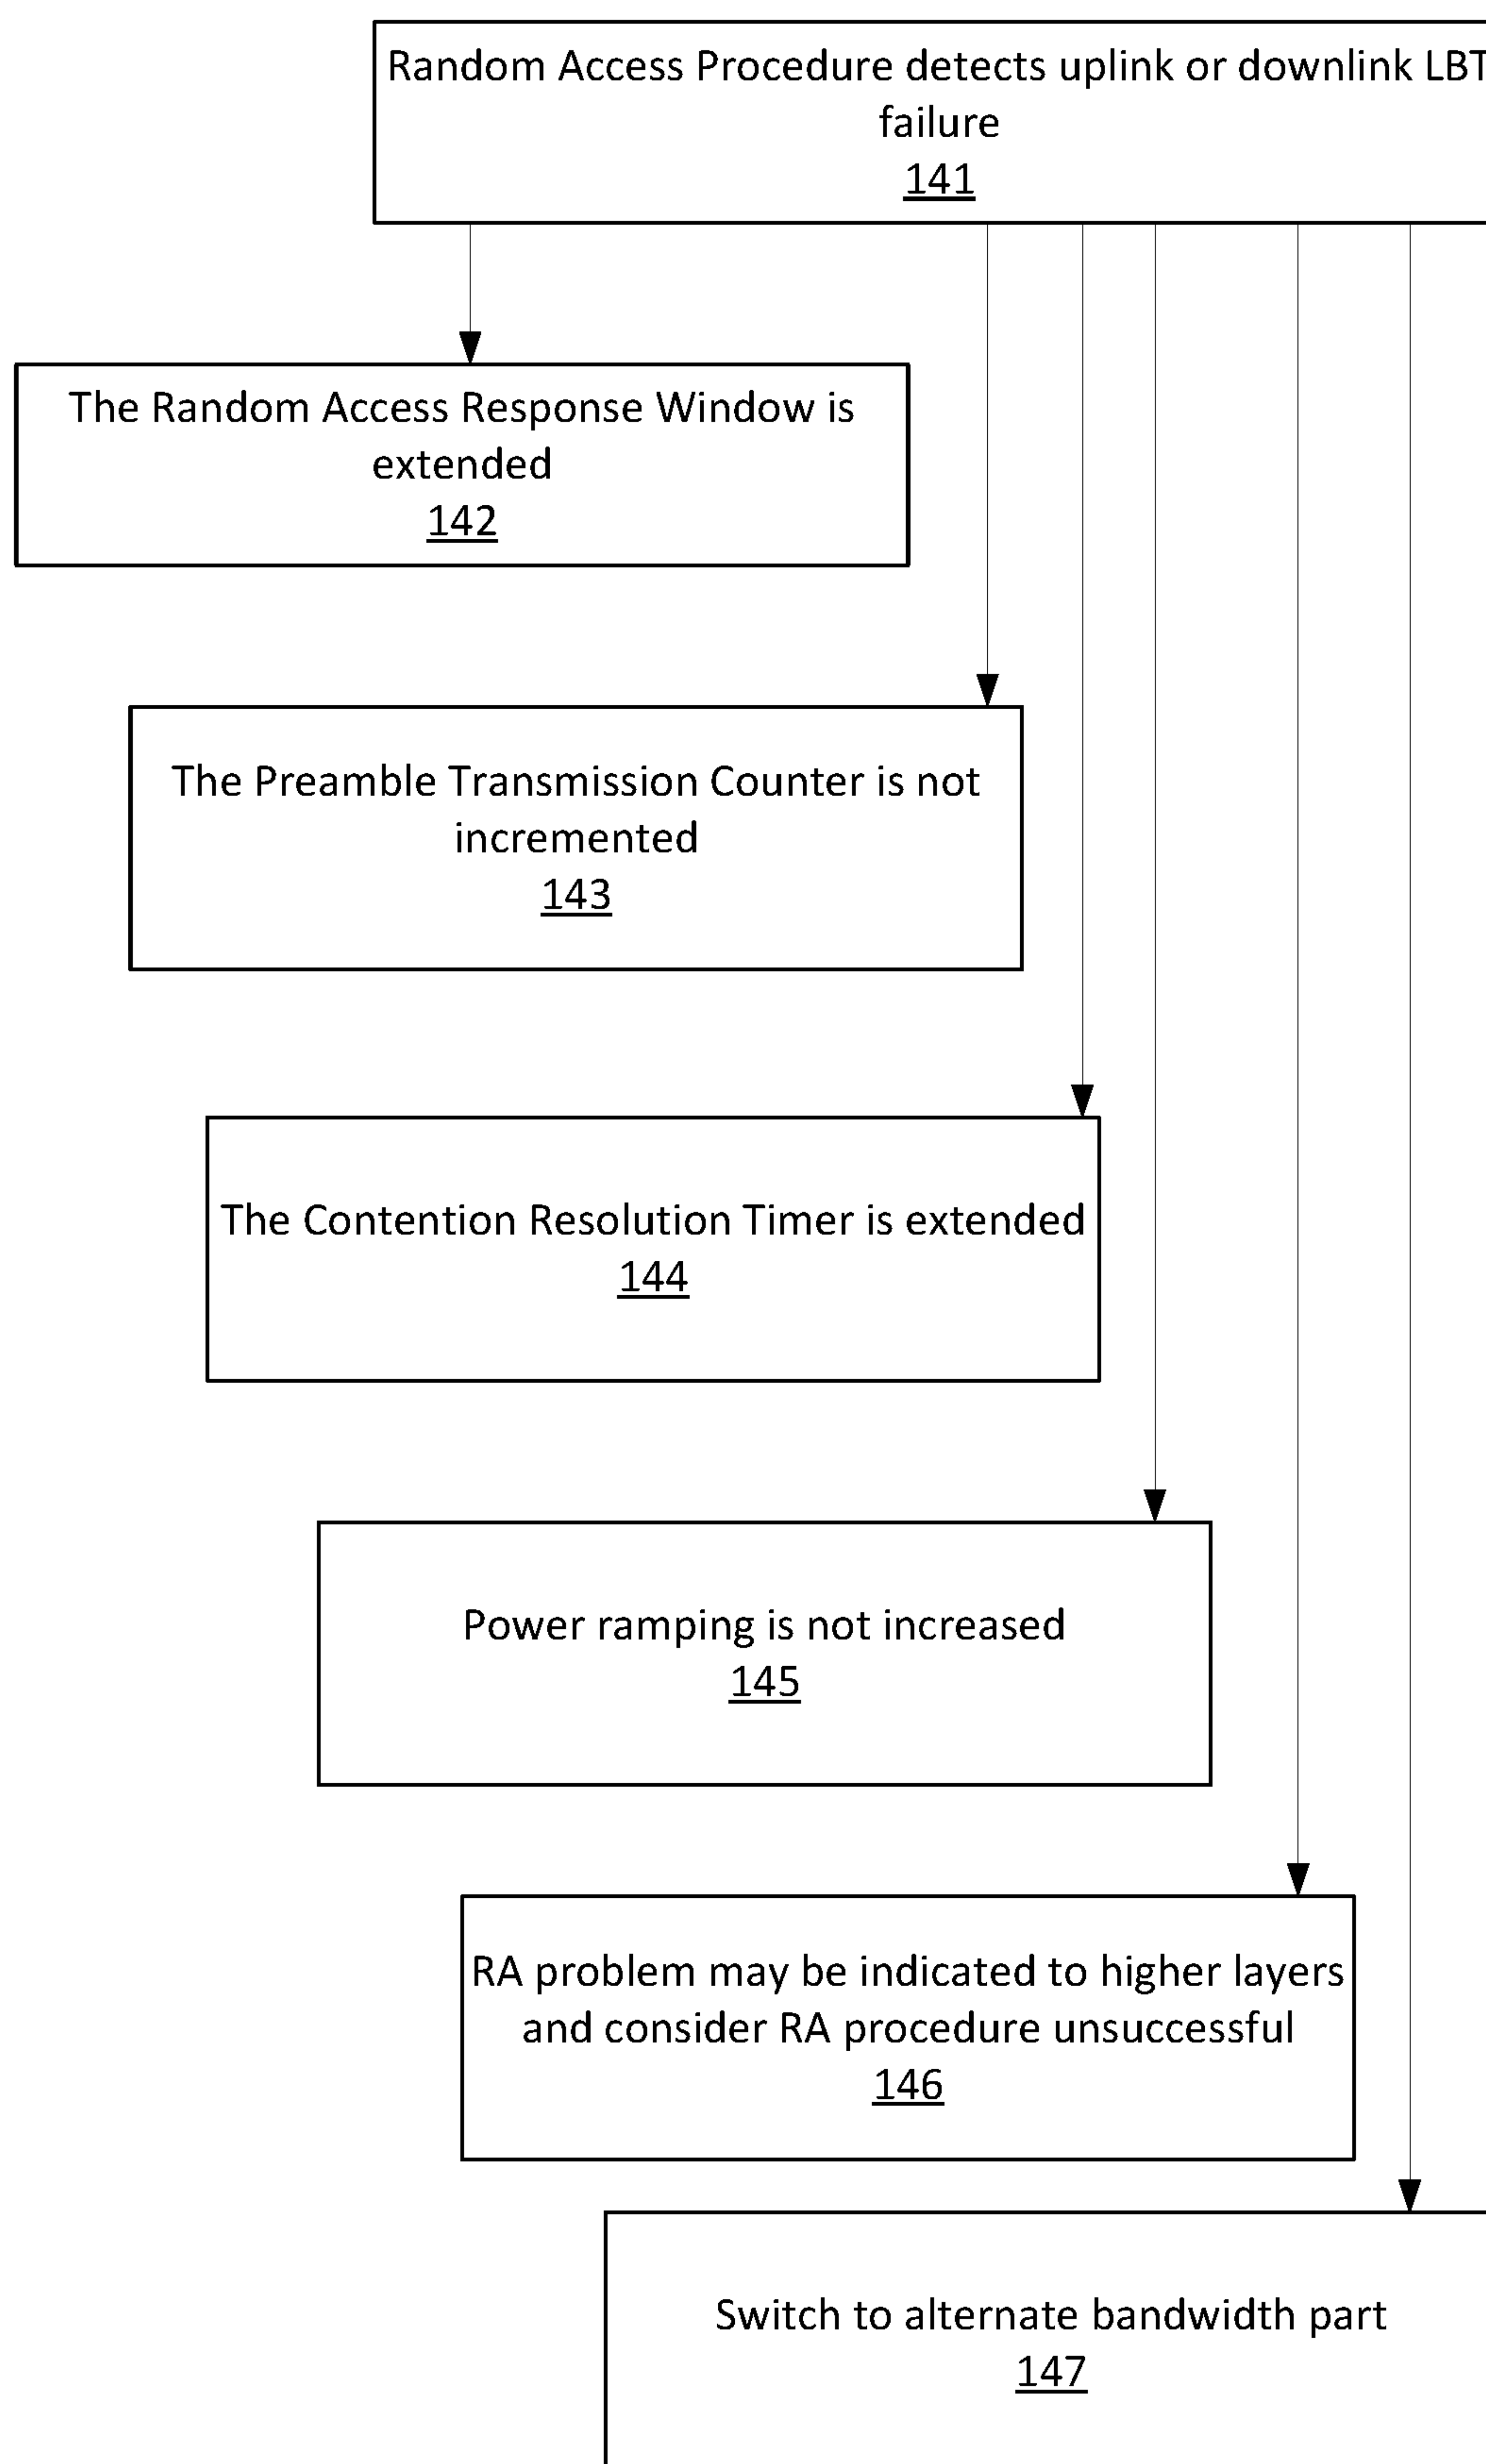 Random Access Procedure detects uplink or downlink LBT
failure
141
The Random Access Response Window is
extended
142
The Preamble Transmission Counter is not
incremented
143
The Contention Resolution Timer is extended
144
Power ramping is not increased
145
RA problem may be indicated to higher layers
and consider RA procedure unsuccessful
146
Switch to alternate bandwidth part
147